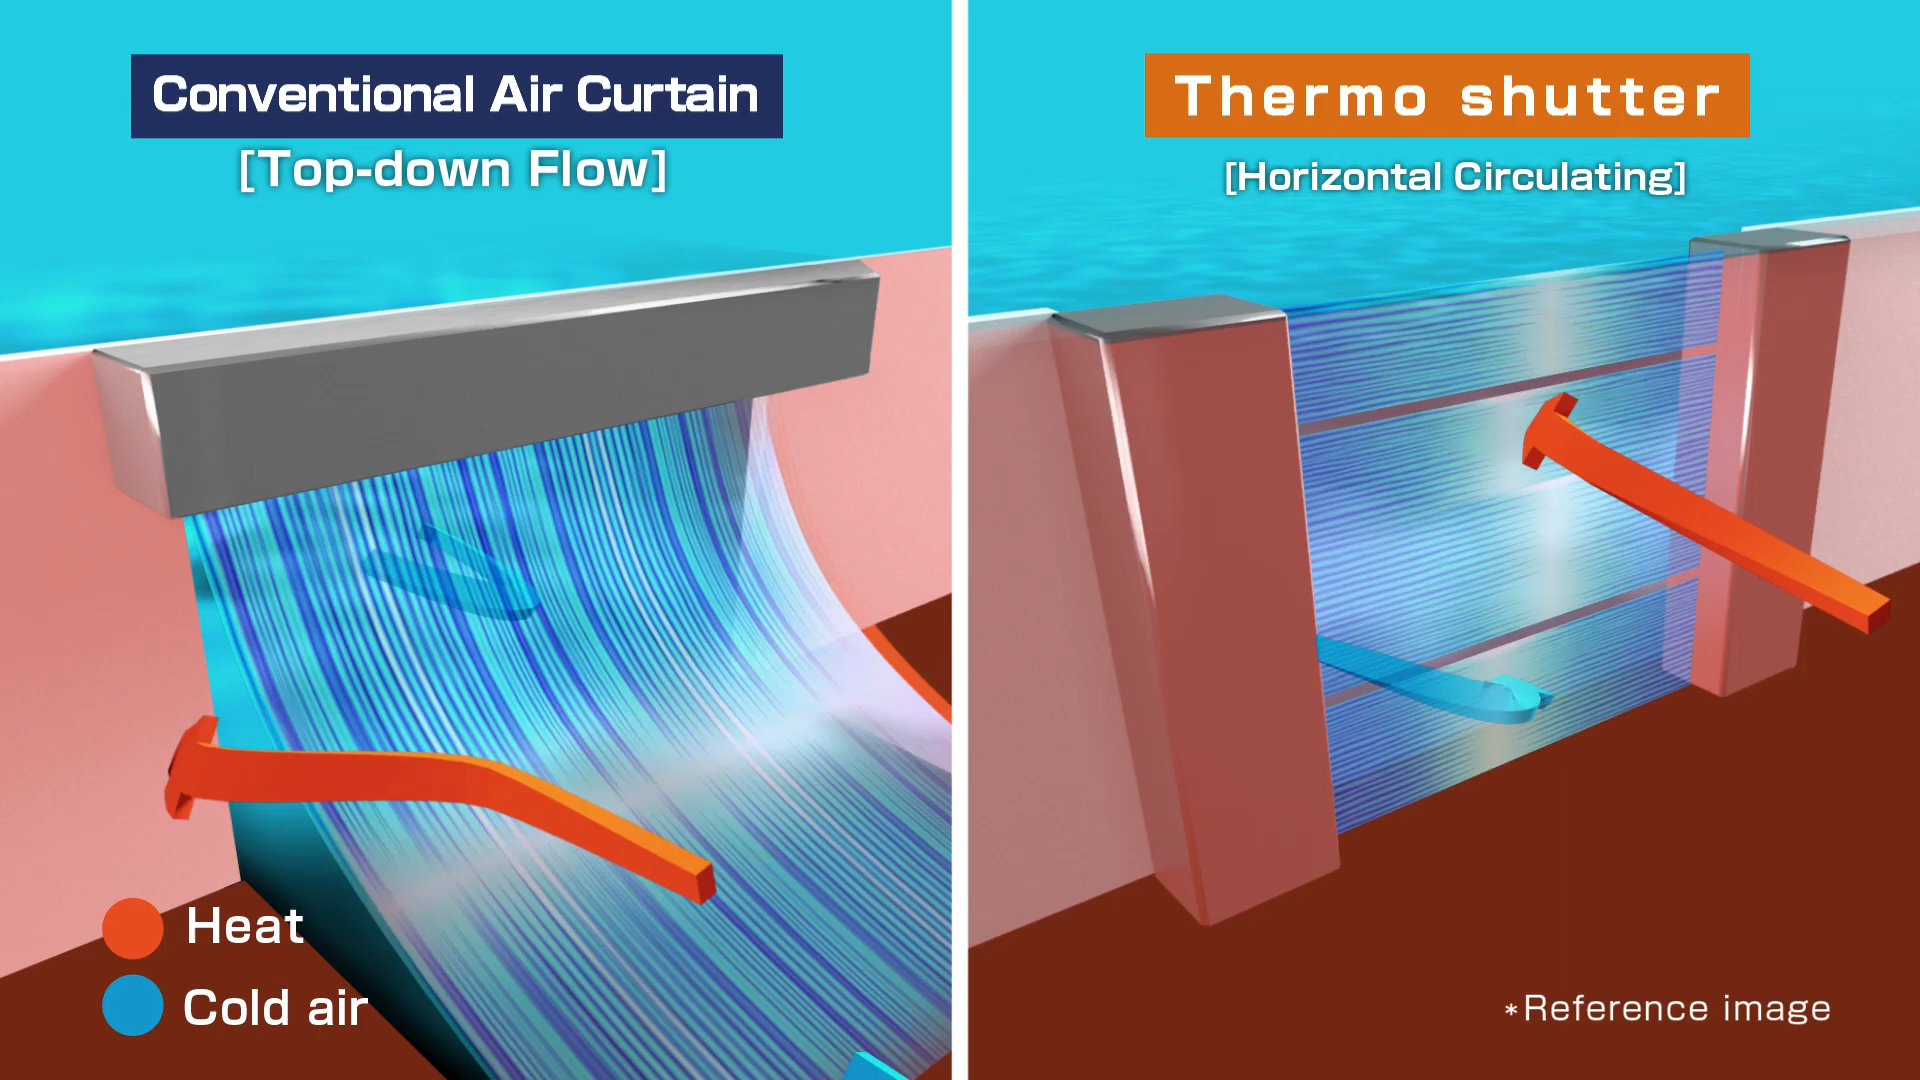 Conventional Air Curtain
[Top-down Flow]
Thermo shutter
[Horizontal Circulating]
Heat
Cold air
*Reference image